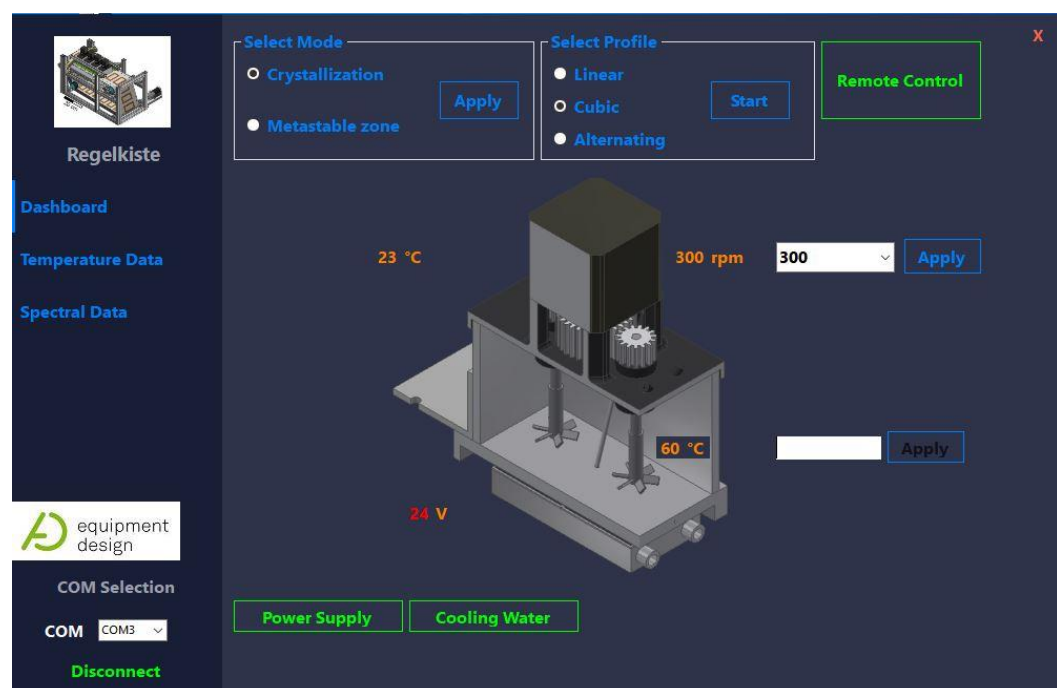 Regelkiste
Dashboard
Temperature Data
Spectral Data
equipment
design
COM Selection
COM COM3
Disconnect
Select Mode
Crystallization
Metastable zone
Apply
Select Profile
Linear
Cubic
Alternating
Start
Remote Control
X
23 °C
300 rpm
300
Apply
60 °C
Apply
24 V
Power Supply
Cooling Water